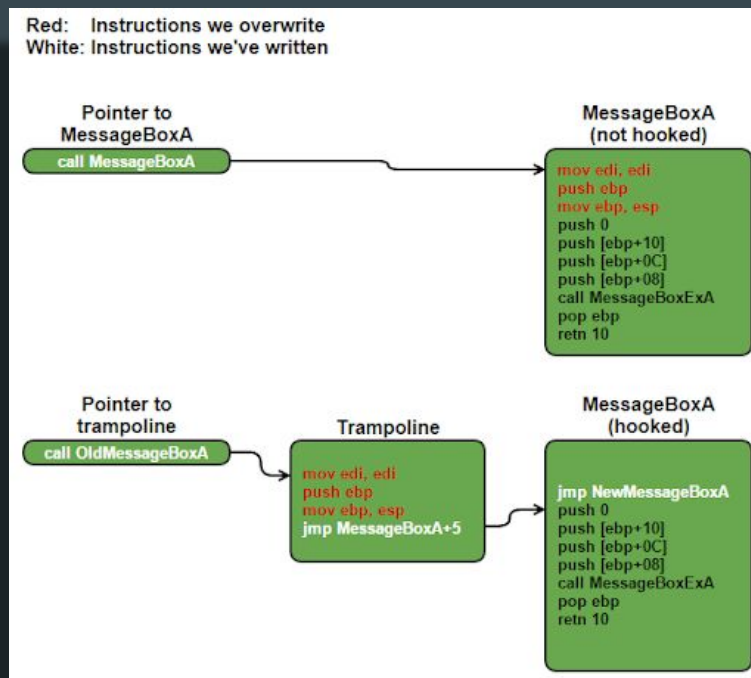 Red: Instructions we overwrite
White: Instructions we've written
Pointer to
MessageBoxA
call MessageBoxA
MessageBoxA
(not hooked)
mov edi, edi
push ebp
mov ebp, esp
push 0
push [ebp+10]
push [ebp+0C]
push [ebp+08]
call MessageBoxExA
pop ebp
retn 10
Pointer to
trampoline
call OldMessageBoxA
Trampoline
mov edi, edi
push ebp
mov ebp, esp
jmp MessageBoxA+5
MessageBoxA
(hooked)
jmp NewMessageBoxA
push 0
push [ebp+10]
push [ebp+0C]
push [ebp+08]
call MessageBoxExA
pop ebp
retn 10